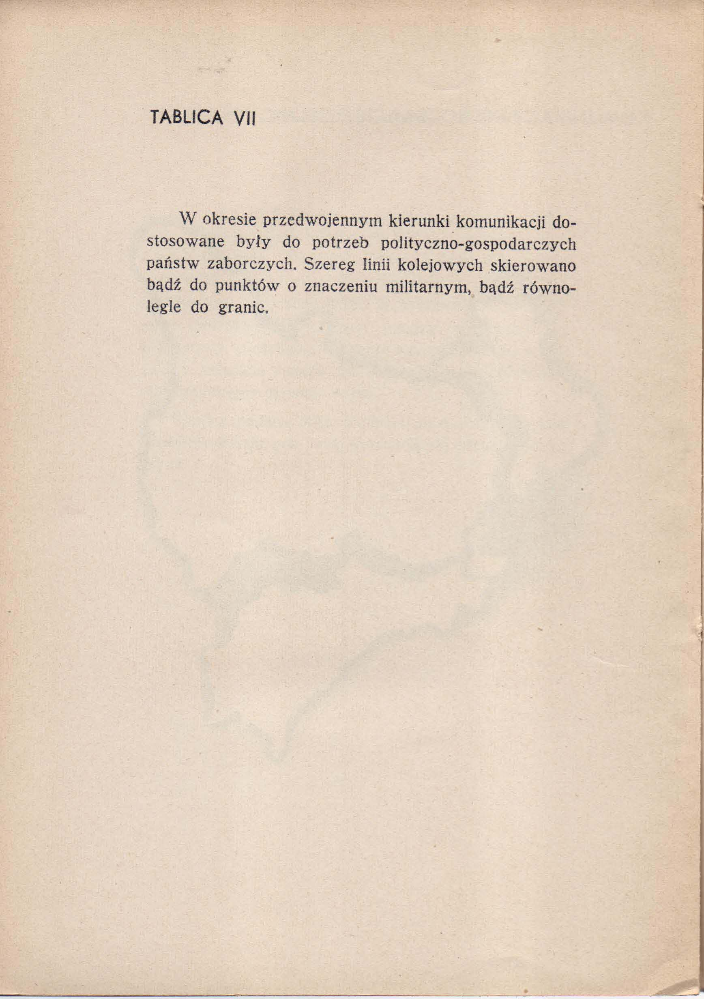 TABLICA VII
W okresie przedwojennym kierunki komunikacji do-
stosowane były do potrzeb polityczno-gospodarczych
państw zaborczych. Szereg linii kolejowych skierowano
bądź do punktów o znaczeniu militarnym, bądź równo-
legle do granic.